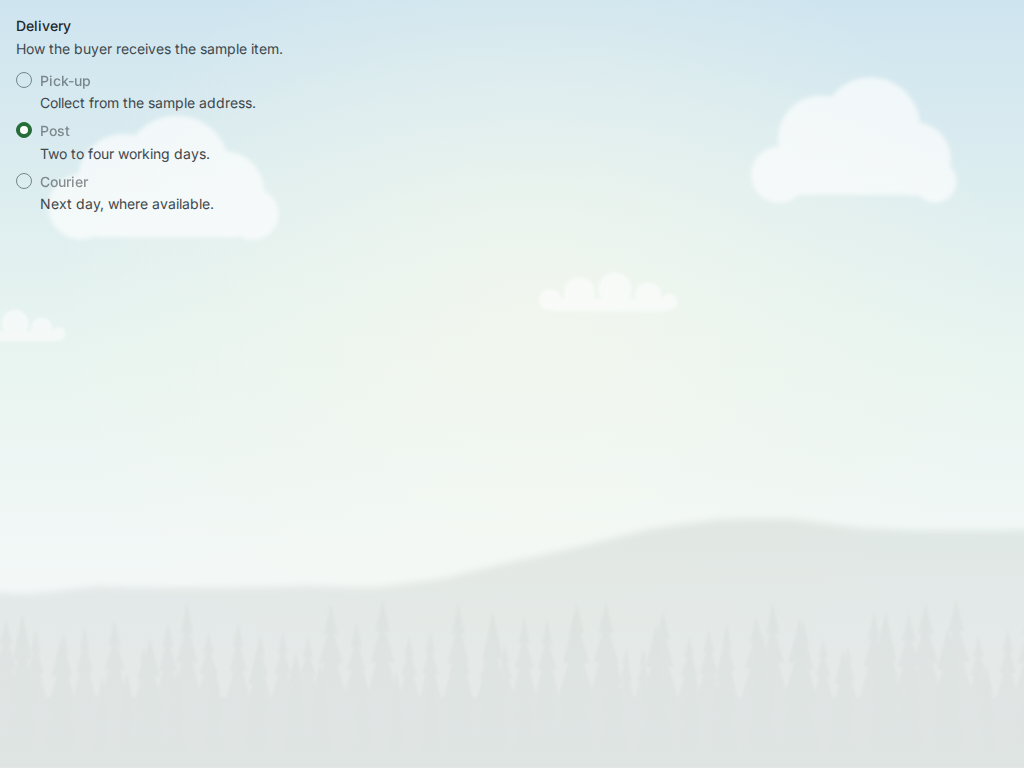 Delivery
How the buyer receives the sample item.
Pick-up
Collect from the sample address.
Post
Two to four working days.
Courier
Next day, where available.